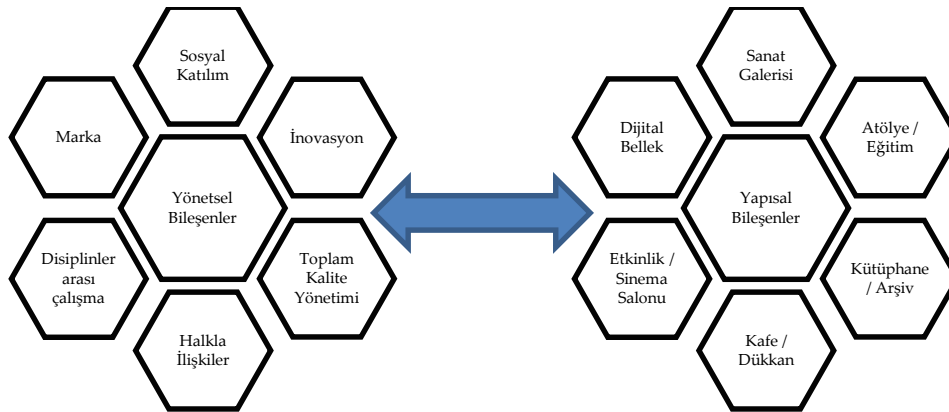 Sosyal
Katılım
Marka
İnovasyon
Yönetsel
Bileşenler
Disiplinler
arası
çalışma
Toplam
Kalite
Yönetimi
Halkla
İlişkiler
Sanat
Galerisi
Dijital
Bellek
Atölye /
Eğitim
Yapısal
Bileşenler
Etkinlik /
Sinema
Salonu
Kütüphane
/ Arşiv
Kafe /
Dükkan